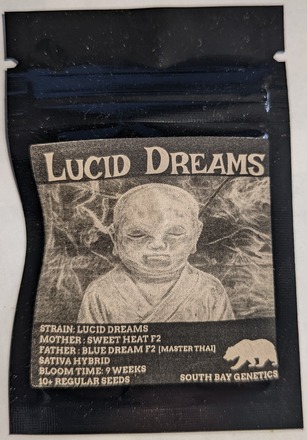 LUCID DREAMS
STRAIN: LUCID DREAMS
MOTHER : SWEET HEAT F2
FATHER : BLUE DREAM F2 (MASTER THAI)
SATIVA HYBRID
BLOOM TIME: 9 WEEKS
10+ REGULAR SEEDS
SOUTH BAY GENETICS